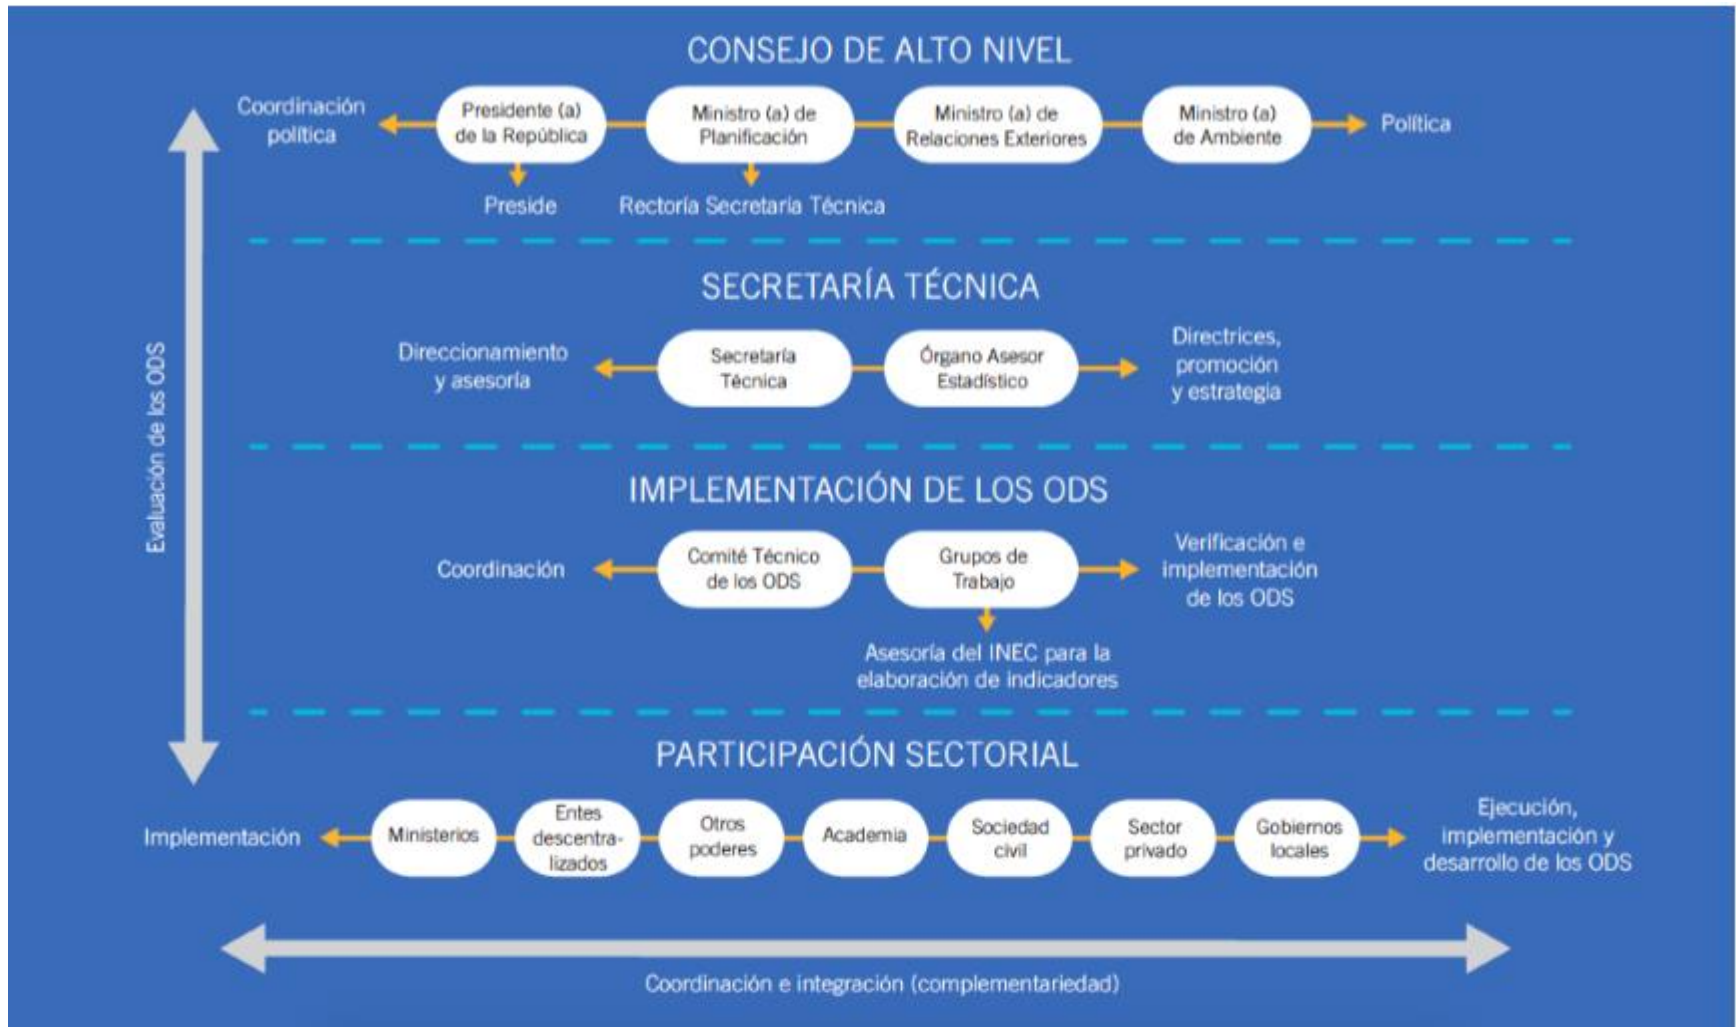 CONSEJO DE ALTO NIVEL
Coordinación
política
Presidente (a)
de la República
Ministro (a) de
Planificación
Ministro (a) de
Relaciones Exteriores
Ministro (a)
de Ambiente
Política
Preside
Rectoría Secretaria Técnica
SECRETARÍA TÉCNICA
Direccionamiento
y asesoría
Secretaría
Técnica
Órgano Asesor
Estadístico
Directrices,
promoción
y estrategia
Evaluación de los ODS
IMPLEMENTACIÓN DE LOS ODS
Coordinación
Comité Técnico
de los ODS
Grupos de
Trabajo
Verificación e
implementación
de los ODS
Asesoría del INEC para la
elaboración de indicadores
PARTICIPACIÓN SECTORIAL
Implementación
Ministerios
Entes
descentra-
lizados
Otros
poderes
Academia
Sociedad
civil
Sector
privado
Gobiernos
locales
Ejecución,
implementación y
desarrollo de los ODS
Coordinación e integración (complementariedad)